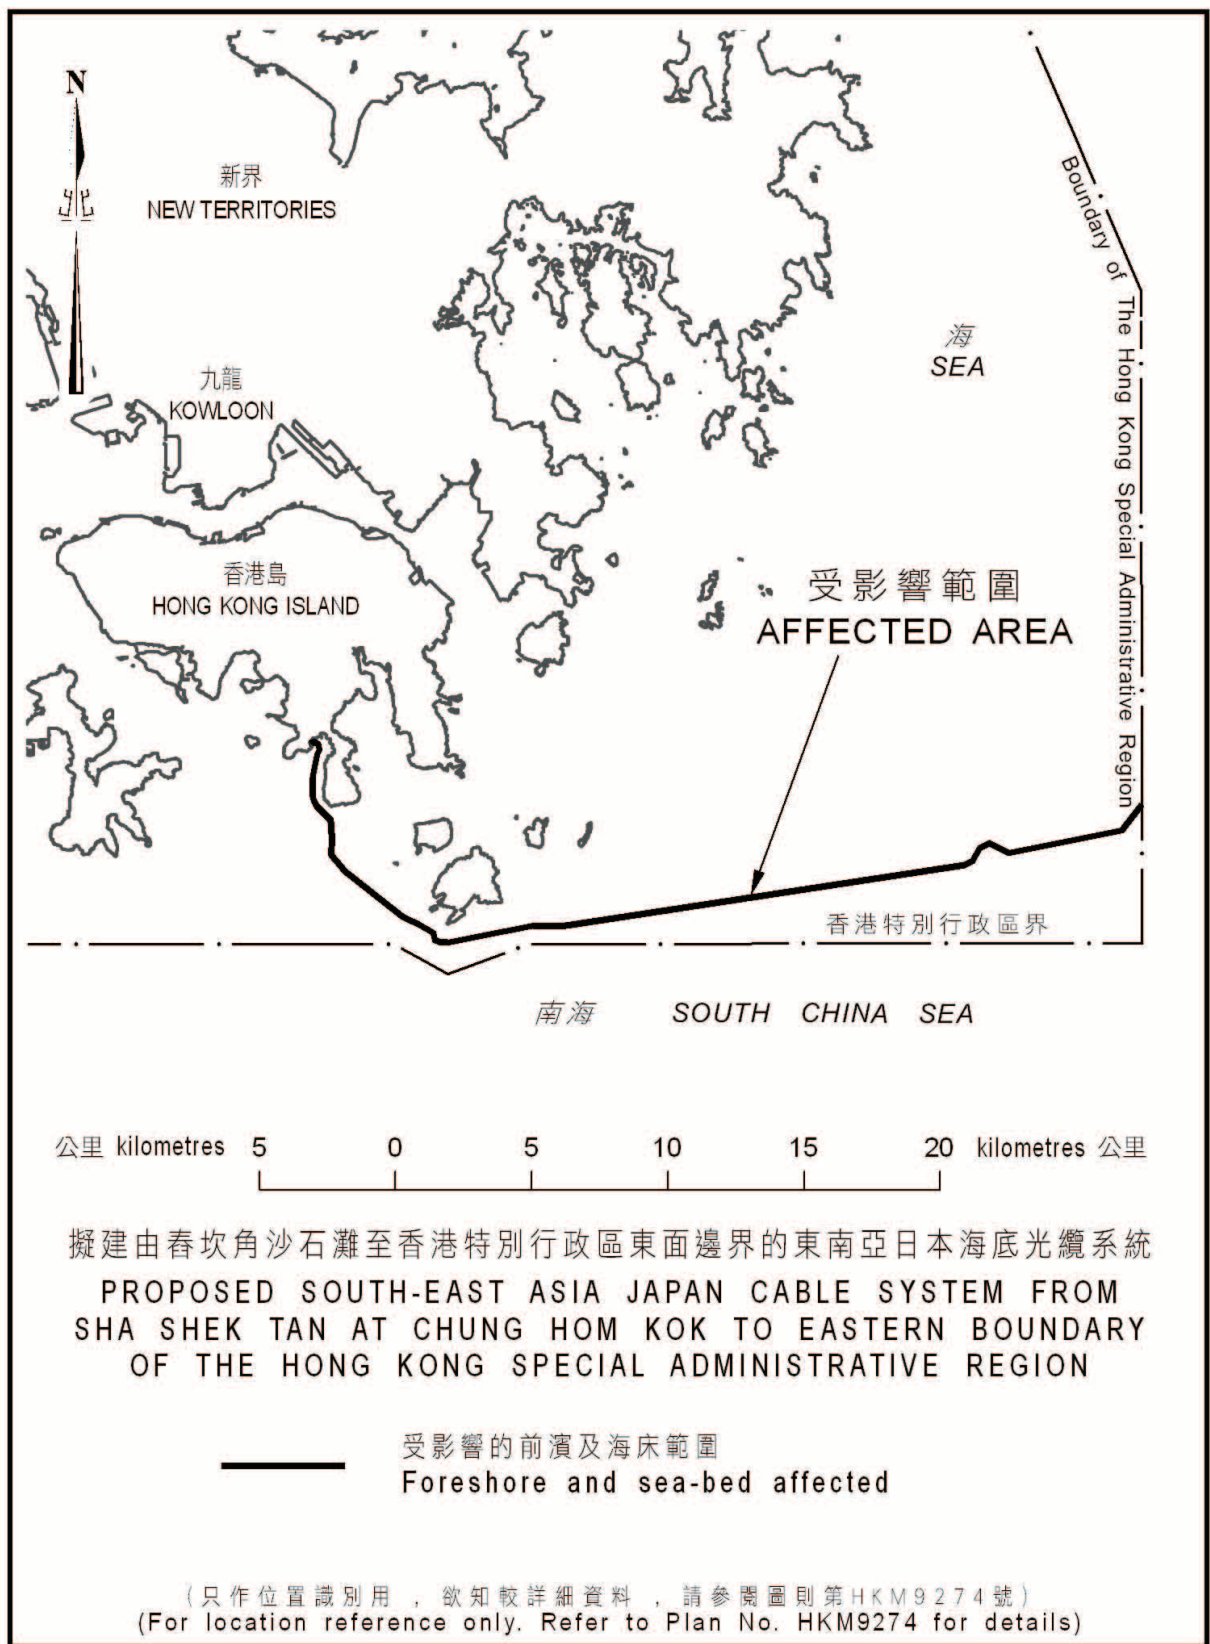 N
新界
NEW TERRITORIES
Boundary of The Hong Kong Special Administrative Region
海
SEA
九龍
KOWLOON
香港島
HONG KONG ISLAND
受影響範圍
AFFECTED AREA
香港特別行政區界
南海 SOUTH CHINA SEA
公里 kilometres 5 0 5 10 15 20 kilometres 公里
擬建由舂坎角沙石灘至香港特別行政區東面邊界的東南亞日本海底光纜系統
PROPOSED SOUTH-EAST ASIA JAPAN CABLE SYSTEM FROM
SHA SHEK TAN AT CHUNG HOM KOK TO EASTERN BOUNDARY
OF THE HONG KONG SPECIAL ADMINISTRATIVE REGION
受影響的前濱及海床範圍
Foreshore and sea-bed affected
(只作位置識別用 , 欲知較詳細資料 , 請參閱圖則第HKM9274號)
(For location reference only. Refer to Plan No. HKM9274 for details)